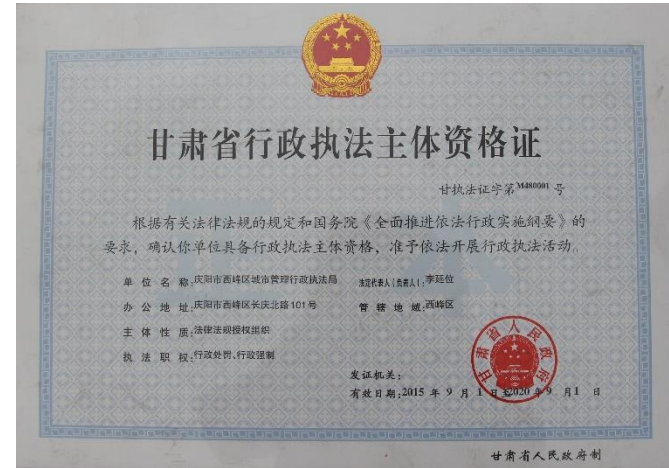 甘肃省行政执法主体资格证
甘执法证字第M480001号
根据有关法律法规的规定和国务院《全面推进依法行政实施纲要》的
要求，确认你单位具备行政执法主体资格，准予依法开展行政执法活动。
单位名称:庆阳市西峰区城市管理行政执法局 法定代表人(负责人):李延位
办公地址:庆阳市西峰区长庆北路101号 管辖地域:西峰区
主体性质:法律法规授权组织
执法职权:行政处罚、行政强制
甘肃省人民政府
发证机关:
有效日期:2015年9月1日至2020年9月1日
甘肃省人民政府制